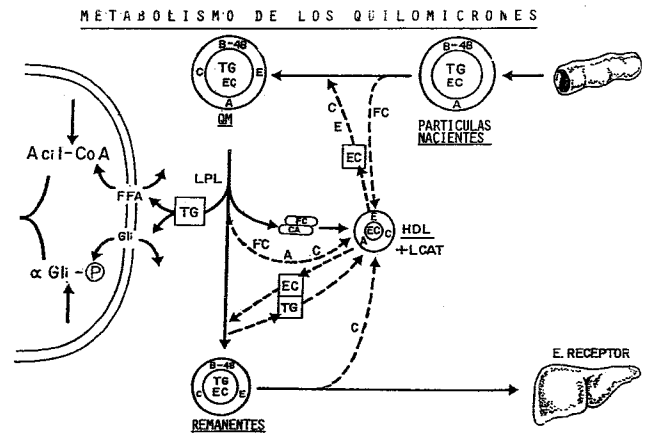 METABOLISMO DE LOS QUILOMICRONES
B-48
C TG E
EC
A
QM
B-48
TG
EC
A
PARTICULAS
NACIENTES
C
E
FC
EC
Acil-CoA
FFA
TG
LPL
Gli
α Gli-P
FC
CA
FC
A
C
E
EC C
A
HDL
+LCAT
EC
TG
C
B-48
TG
C EC E
REMANENTES
E. RECEPTOR